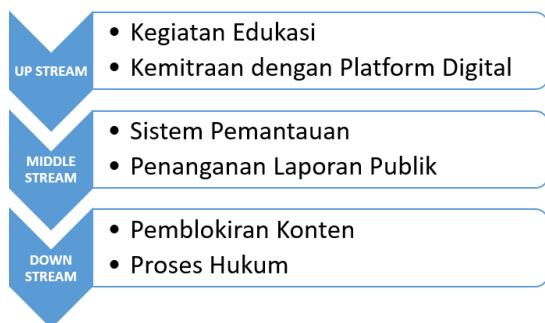 UP STREAM
• Kegiatan Edukasi
• Kemitraan dengan Platform Digital
MIDDLE
STREAM
• Sistem Pemantauan
• Penanganan Laporan Publik
DOWN
STREAM
• Pemblokiran Konten
• Proses Hukum